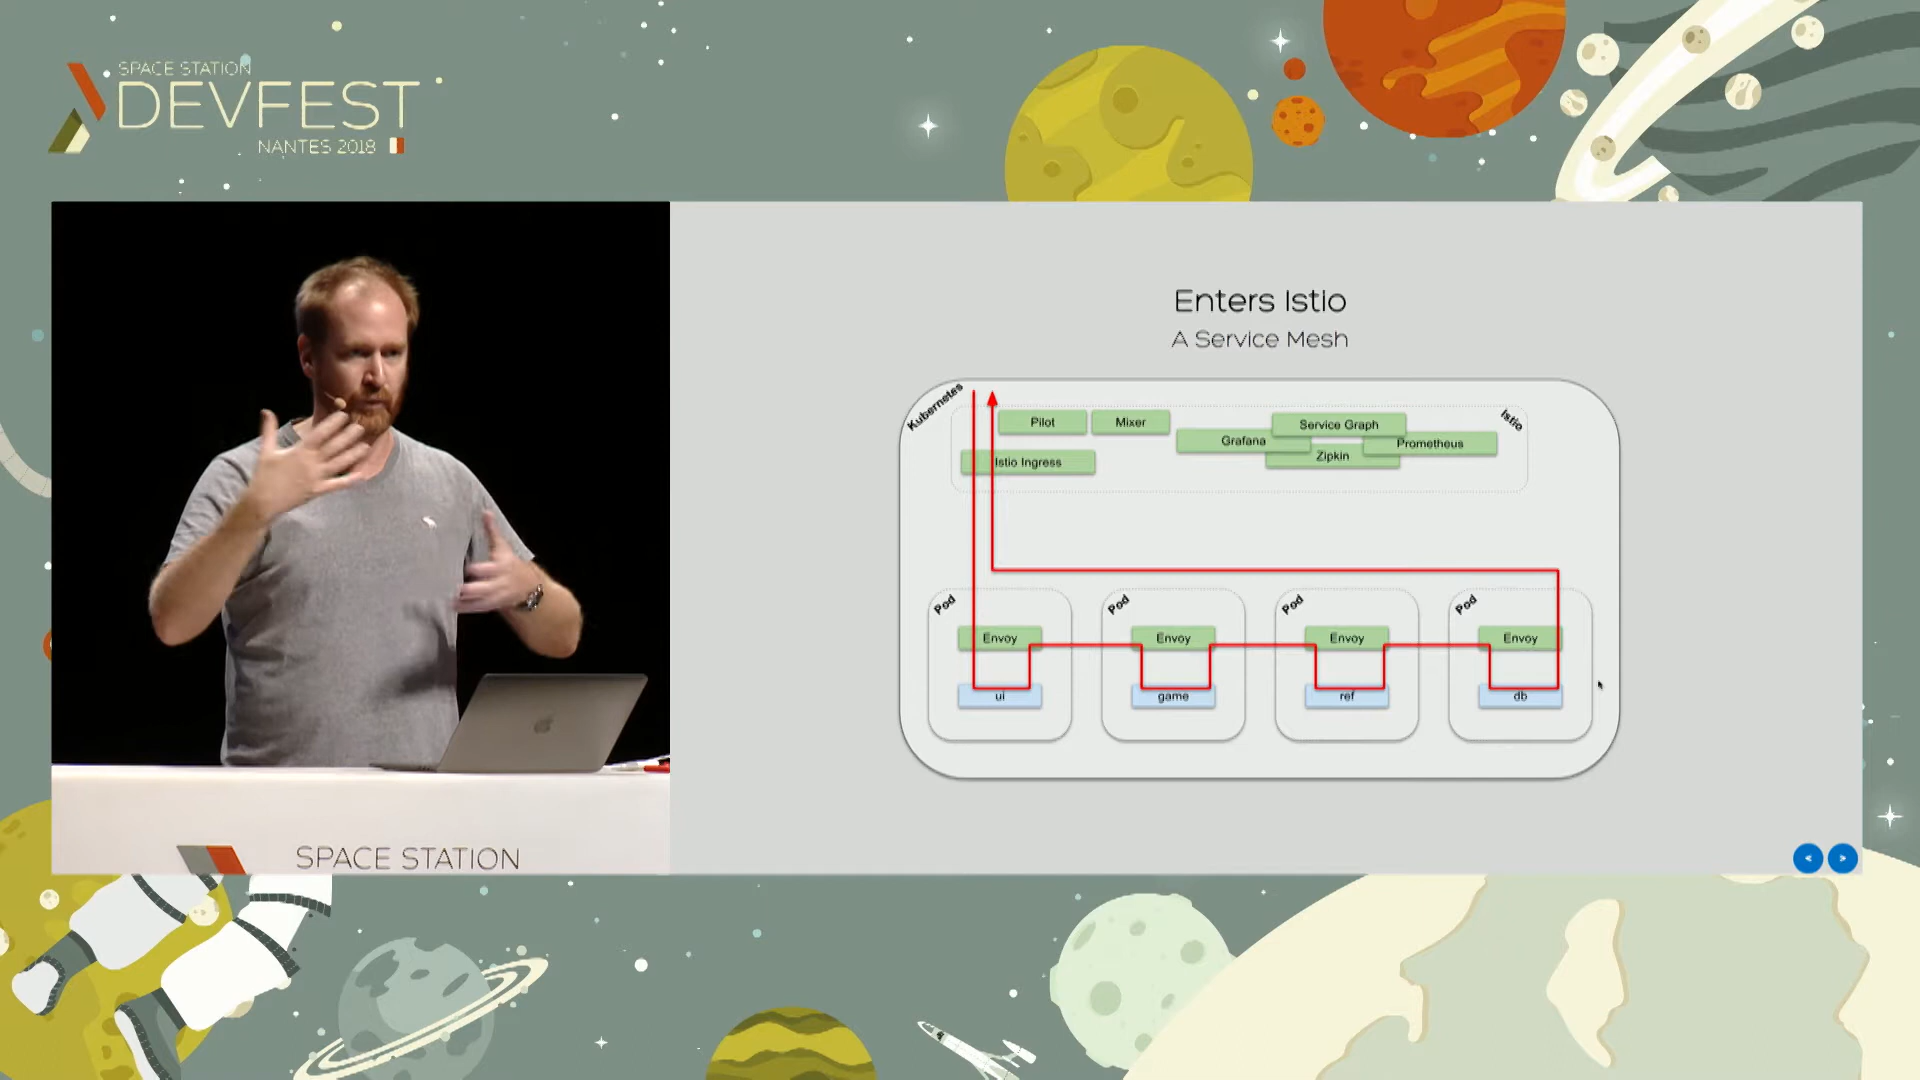 SPACE STATION
DEVFEST
NANTES 2018
Enters Istio
A Service Mesh
Kubernetes
Istio
Pilot
Mixer
Service Graph
Grafana
Prometheus
Zipkin
Istio Ingress
Pod
Pod
Pod
Pod
Envoy
Envoy
Envoy
Envoy
ui
game
ref
db
SPACE STATION